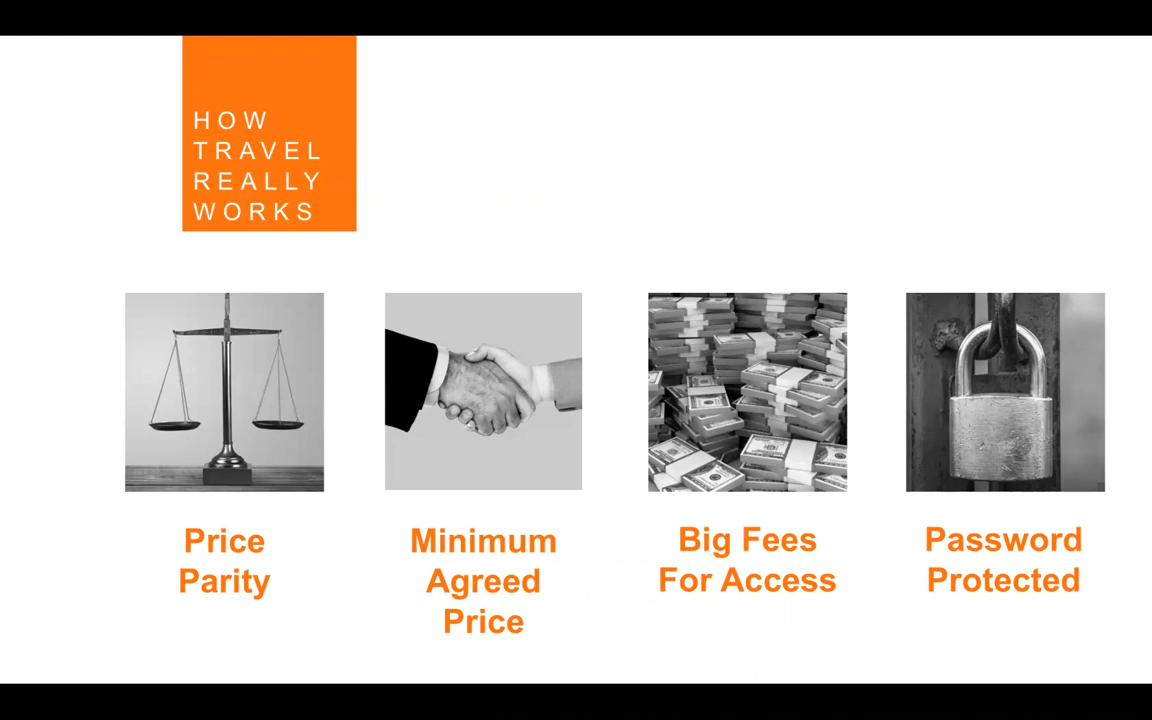 HOW
TRAVEL
REALLY
WORKS
Price
Parity
Minimum
Agreed
Price
Big Fees
For Access
Password
Protected